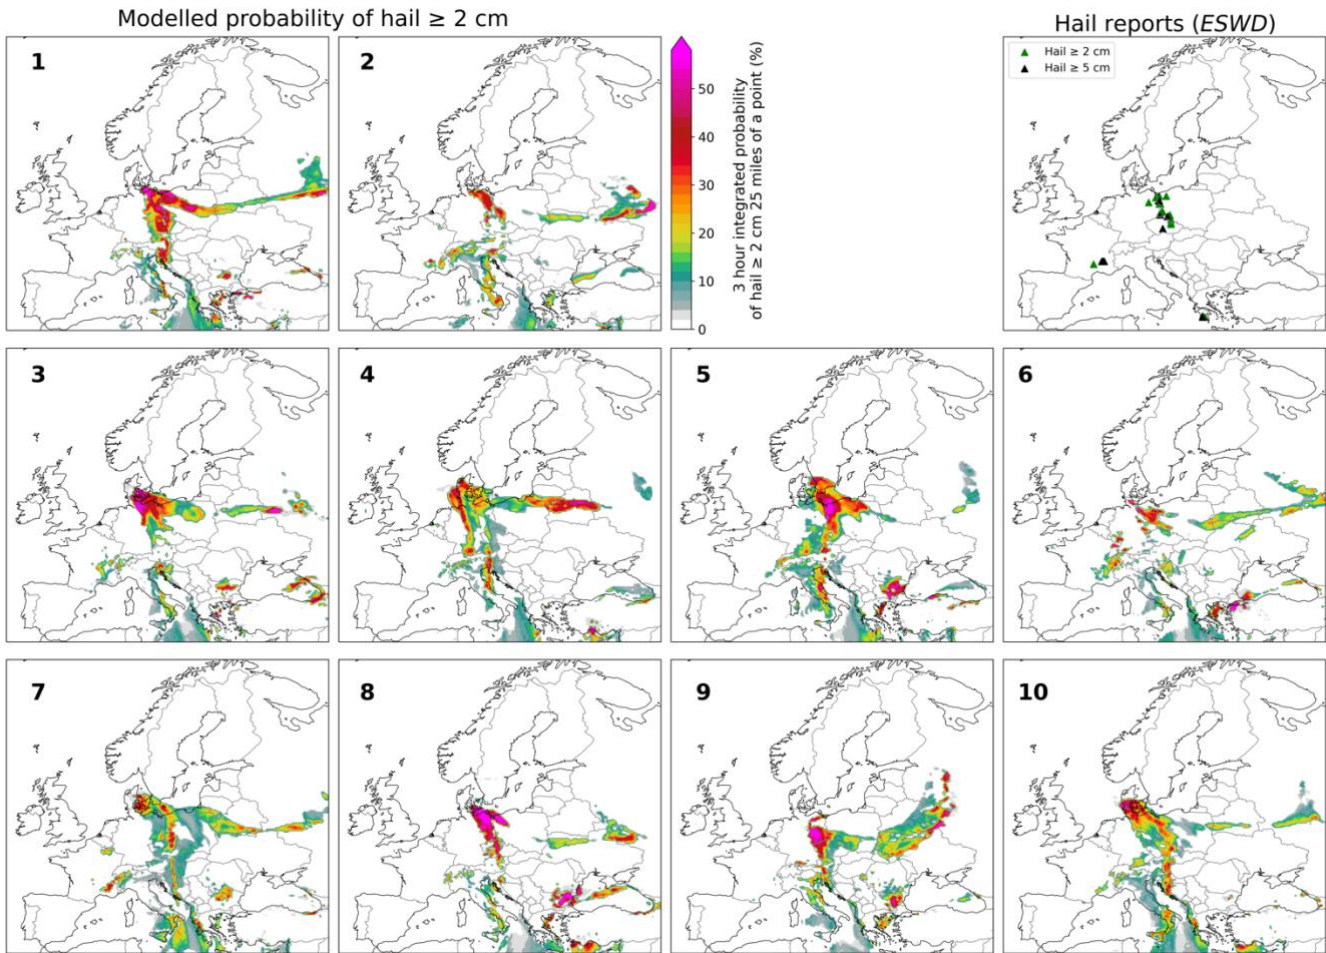 Modelled probability of hail ≥ 2 cm
Hail reports (ESWD)
1
2
50
40
30
20
10
0
3 hour integrated probability
of hail ≥ 2 cm 25 miles of a point (%)
Hail ≥ 2 cm
Hail ≥ 5 cm
3
4
5
6
7
8
9
10